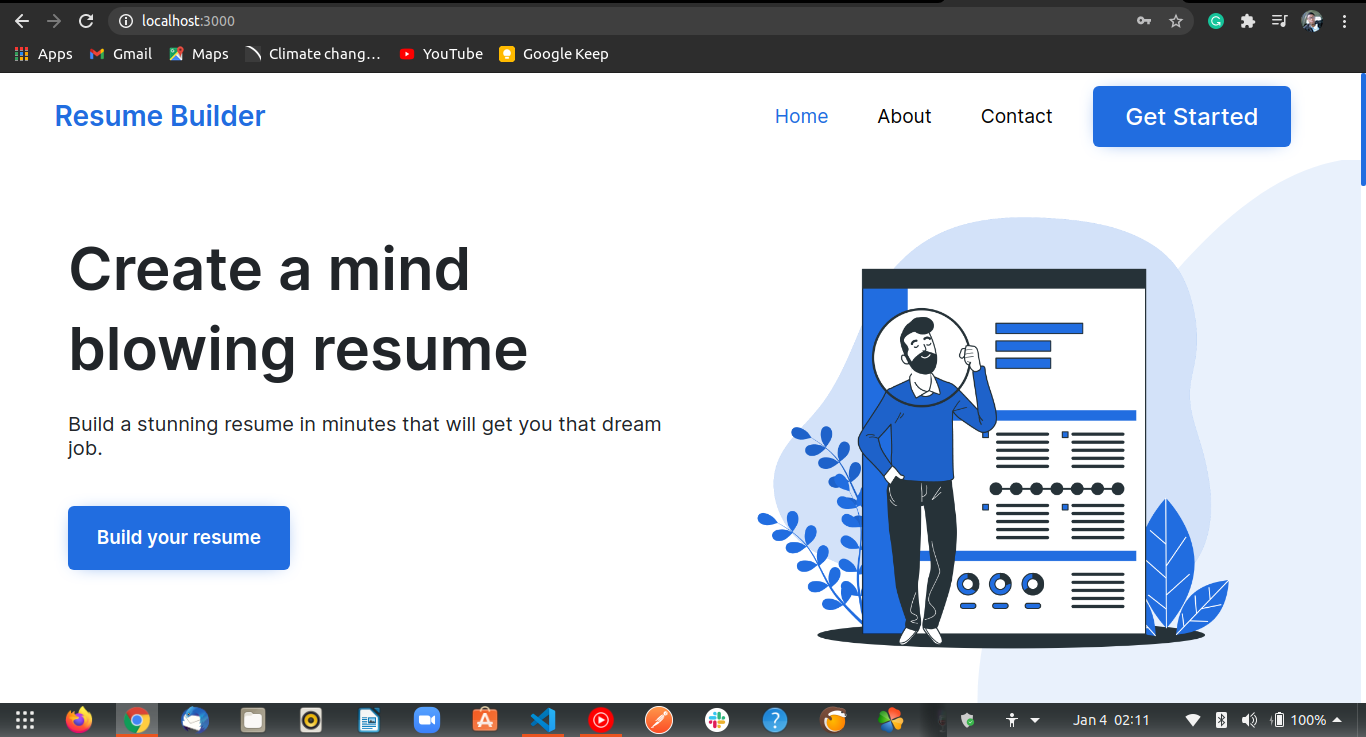 localhost:3000
Apps Gmail Maps Climate chang... YouTube Google Keep
Resume Builder Home About Contact Get Started
Create a mind
blowing resume
Build a stunning resume in minutes that will get you that dream
job.
Build your resume
Jan 4 02:11 100%